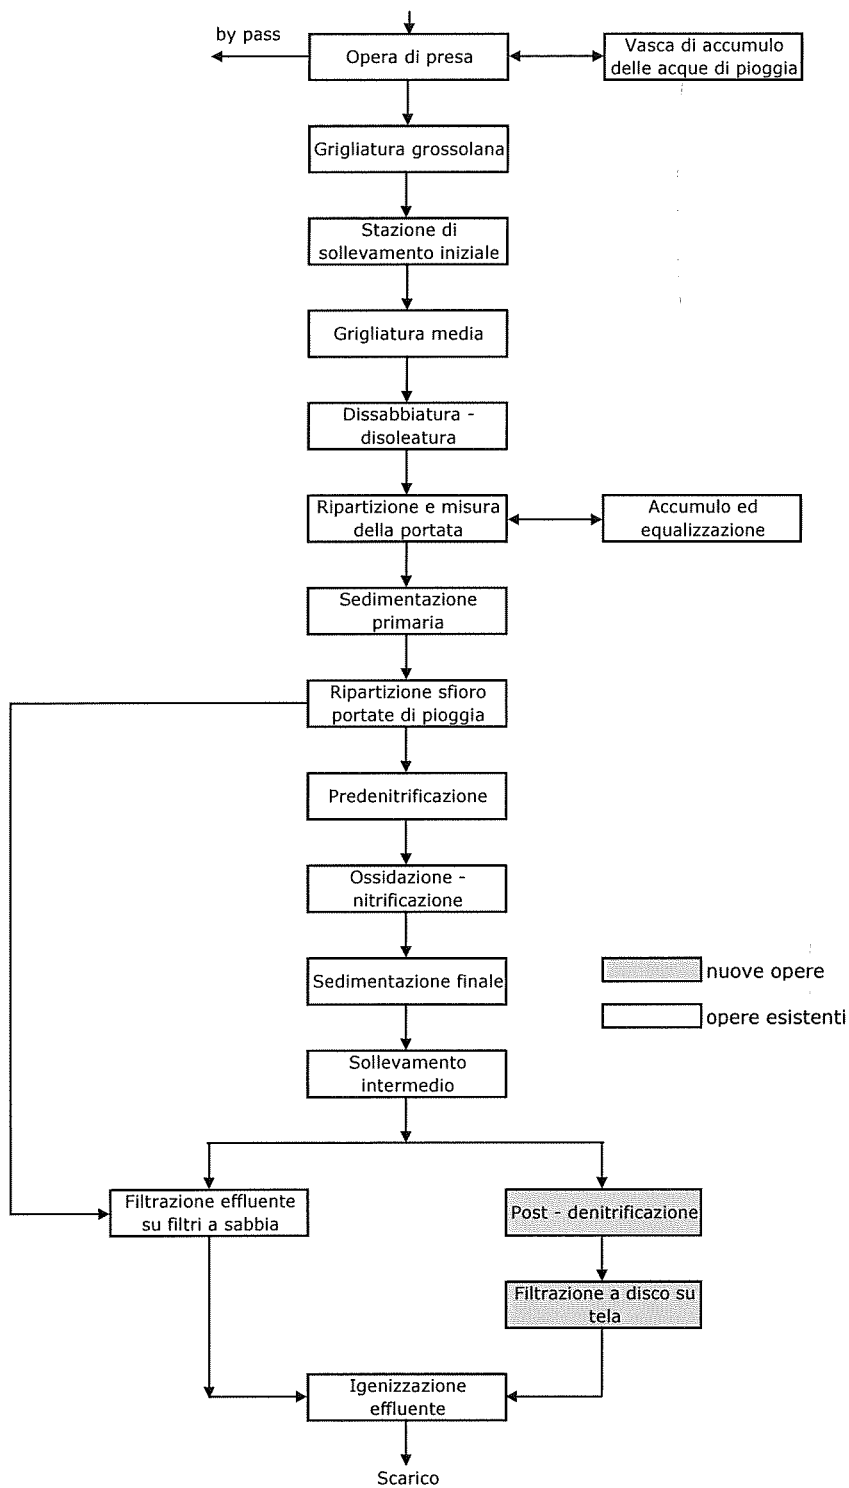 by pass
Opera di presa
Vasca di accumulo
delle acque di pioggia
Grigliatura grossolana
Stazione di
sollevamento iniziale
Grigliatura media
Dissabbiatura -
disoleatura
Ripartizione e misura
della portata
Accumulo ed
equalizzazione
Sedimentazione
primaria
Ripartizione sfioro
portate di pioggia
Predenitrificazione
Ossidazione -
nitrificazione
Sedimentazione finale
nuove opere
opere esistenti
Sollevamento
intermedio
Filtrazione effluente
su filtri a sabbia
Post - denitrificazione
Filtrazione a disco su
tela
Igenizzazione
effluente
Scarico